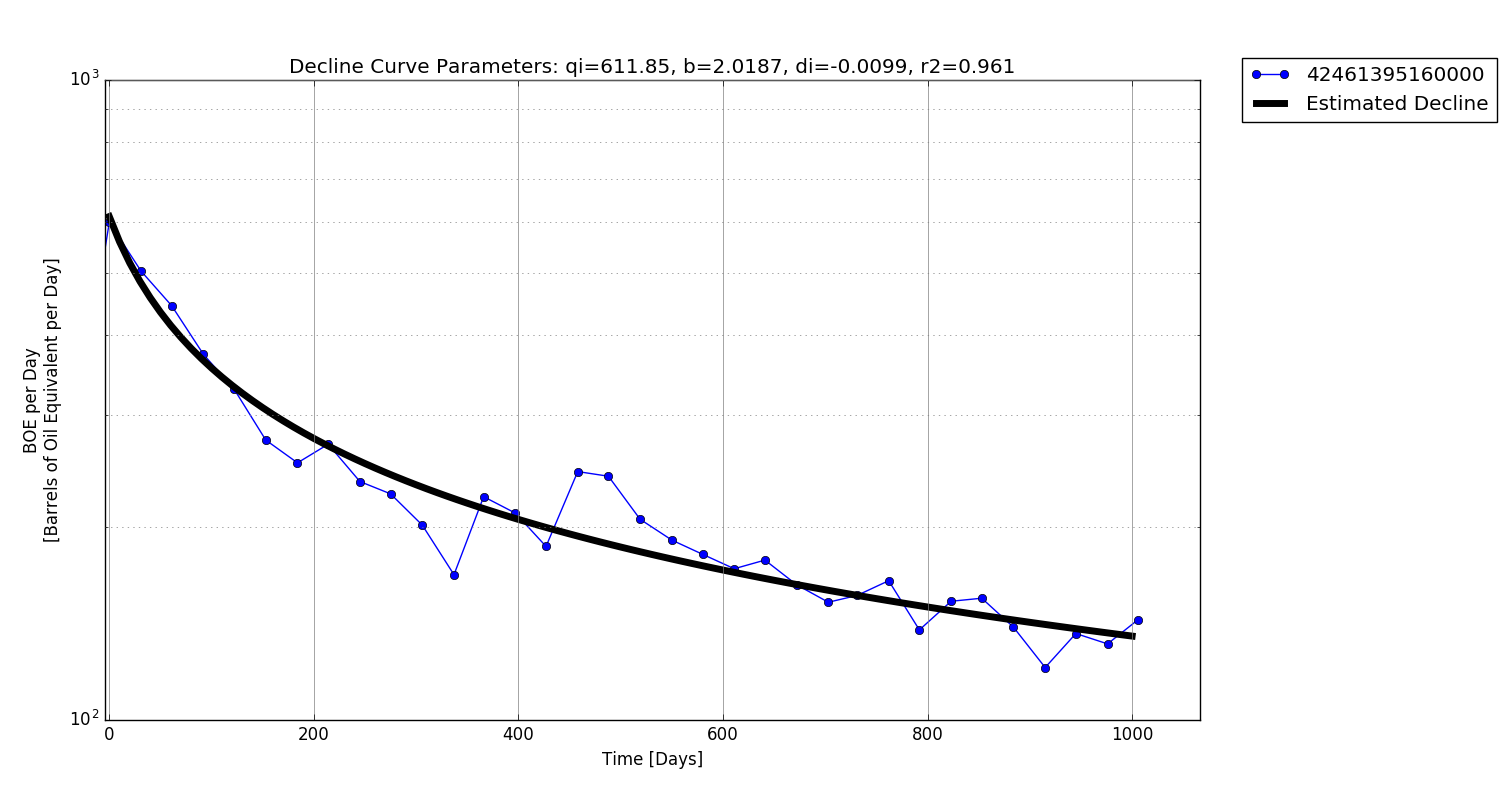 Decline Curve Parameters: qi=611.85, b=2.0187, di=-0.0099, r2=0.961
42461395160000
Estimated Decline
10³
10²
BOE per Day
[Barrels of Oil Equivalent per Day]
0 200 400 600 800 1000
Time [Days]